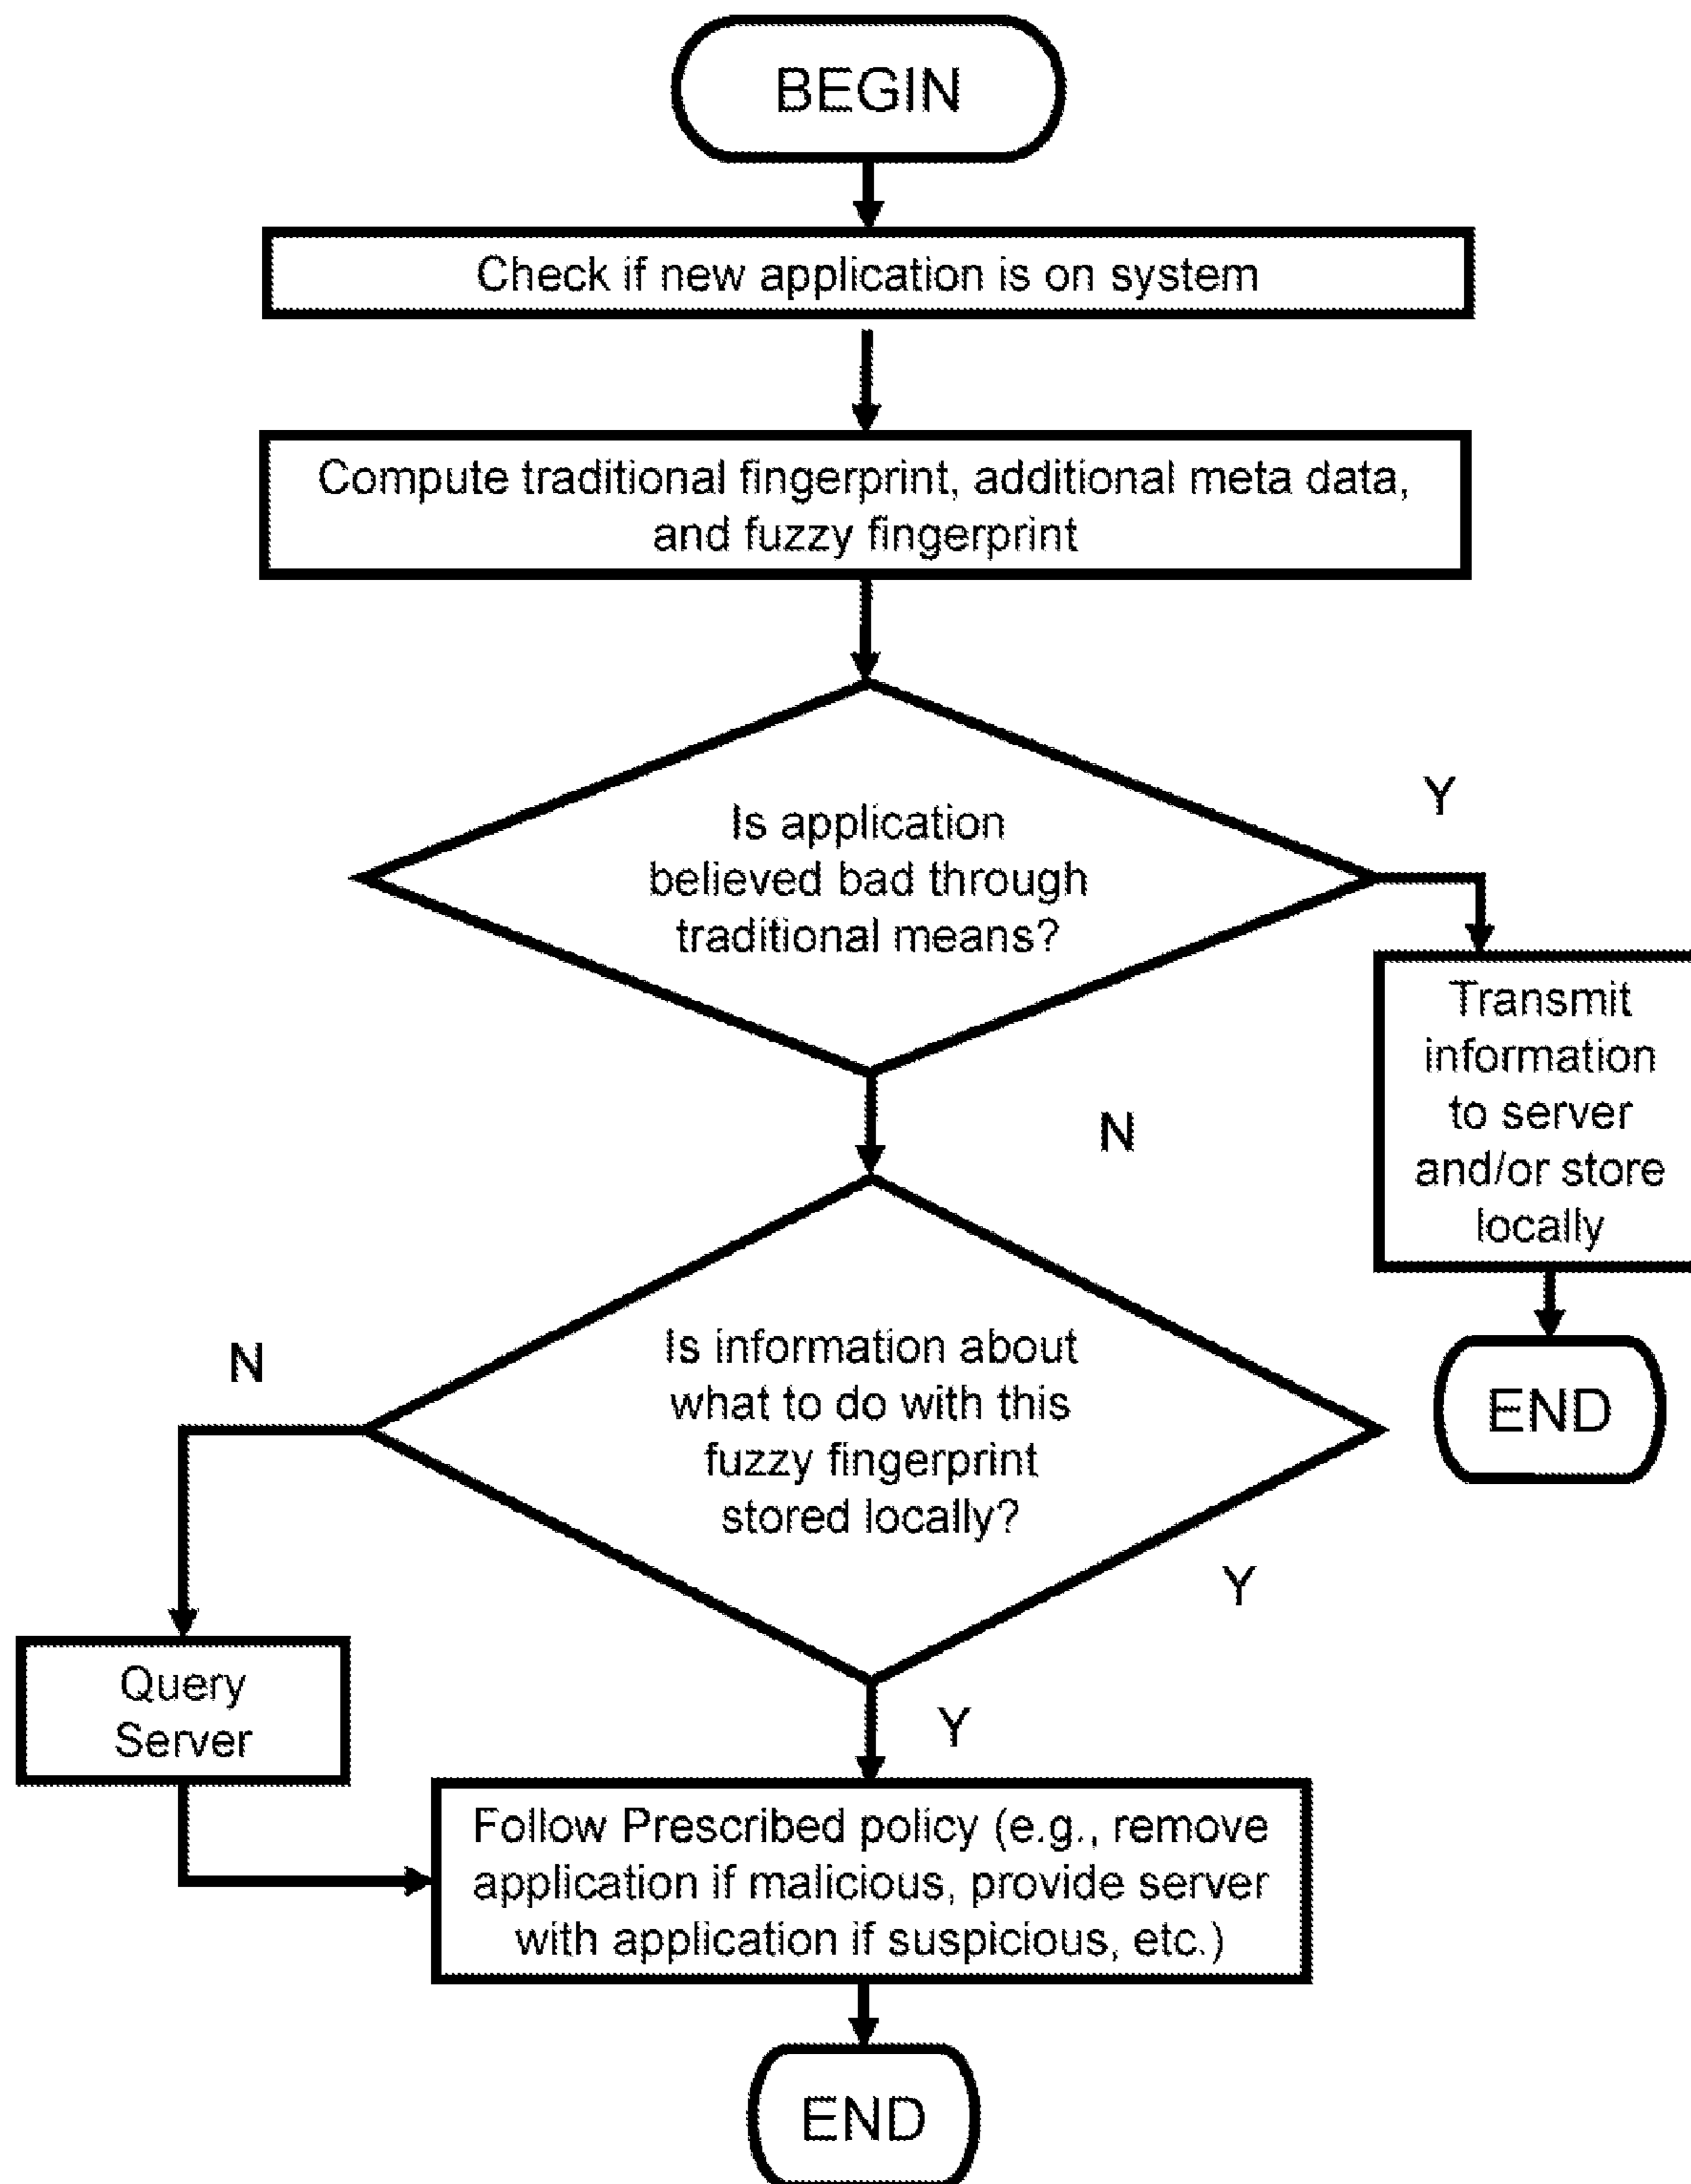 BEGIN
Check if new application is on system
Compute traditional fingerprint, additional meta data,
and fuzzy fingerprint
Is application
believed bad through
traditional means?
Y
Transmit
information
to server
and/or store
locally
END
N
Is information about
what to do with this
fuzzy fingerprint
stored locally?
N
Y
Query
Server
Y
Follow Prescribed policy (e.g., remove
application if malicious, provide server
with application if suspicious, etc.)
END